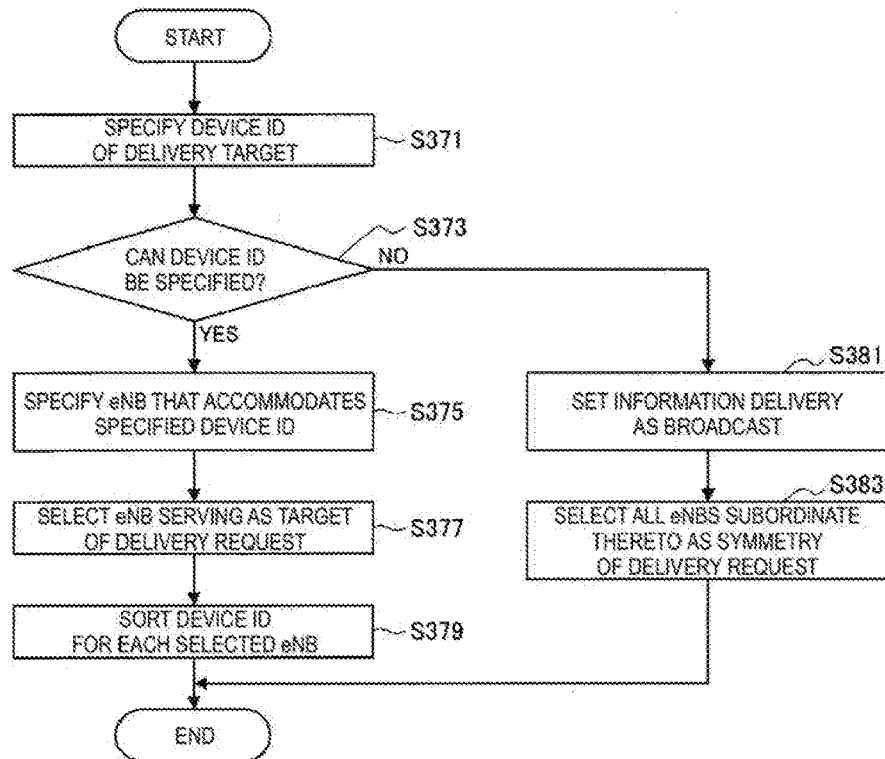 START
SPECIFY DEVICE ID
OF DELIVERY TARGET
S371
CAN DEVICE ID
BE SPECIFIED?
S373
NO
YES
SPECIFY eNB THAT ACCOMMODATES
SPECIFIED DEVICE ID
S375
SELECT eNB SERVING AS TARGET
OF DELIVERY REQUEST
S377
SORT DEVICE ID
FOR EACH SELECTED eNB
S379
S381
SET INFORMATION DELIVERY
AS BROADCAST
S383
SELECT ALL eNBS SUBORDINATE
THERETO AS SYMMETRY
OF DELIVERY REQUEST
END